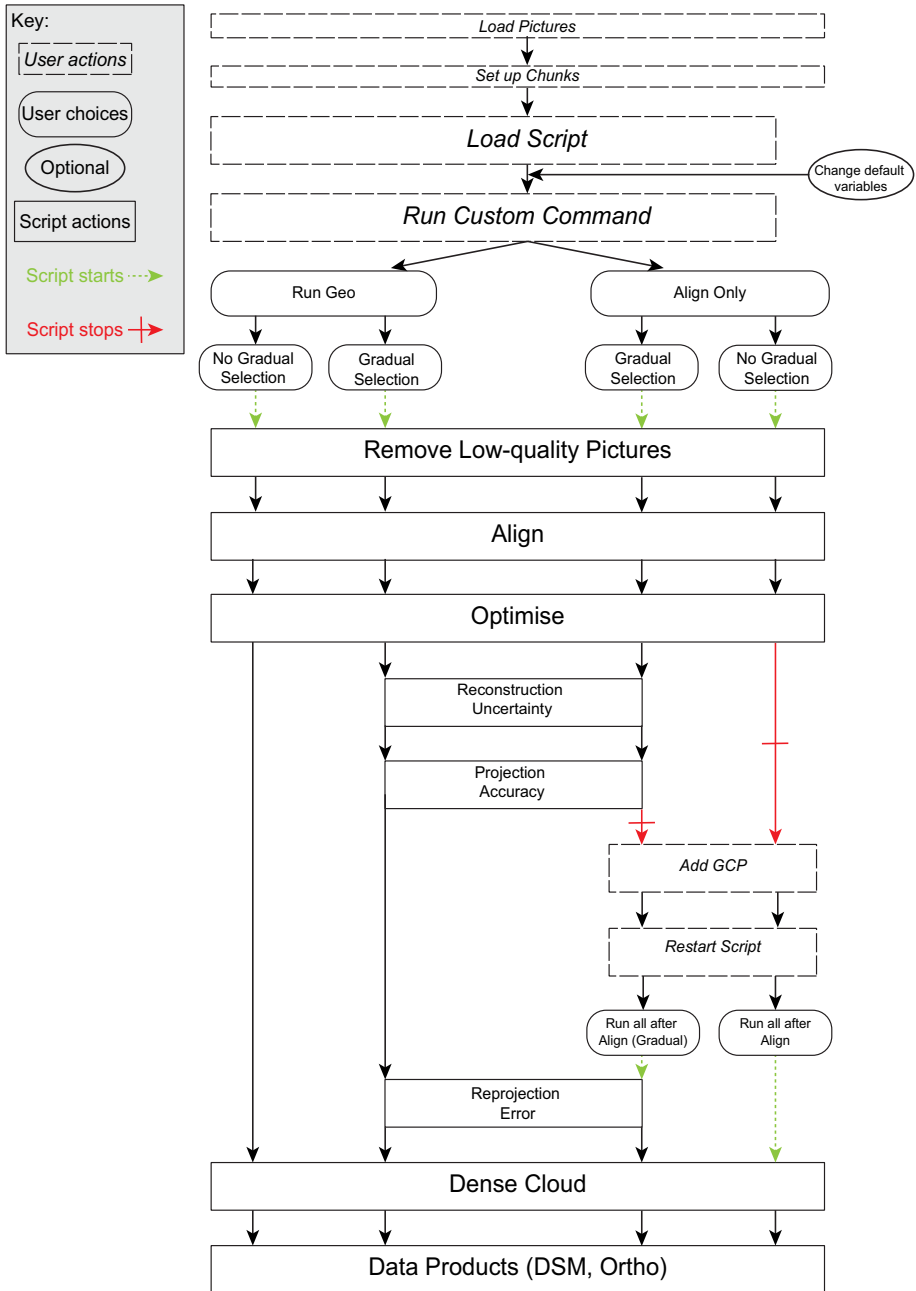 Key:
User actions
User choices
Optional
Script actions
Script starts
Script stops
Load Pictures
Set up Chunks
Load Script
Change default
variables
Run Custom Command
Run Geo
Align Only
No Gradual
Selection
Gradual
Selection
Gradual
Selection
No Gradual
Selection
Remove Low-quality Pictures
Align
Optimise
Reconstruction
Uncertainty
Projection
Accuracy
Add GCP
Restart Script
Run all after
Align (Gradual)
Run all after
Align
Reprojection
Error
Dense Cloud
Data Products (DSM, Ortho)